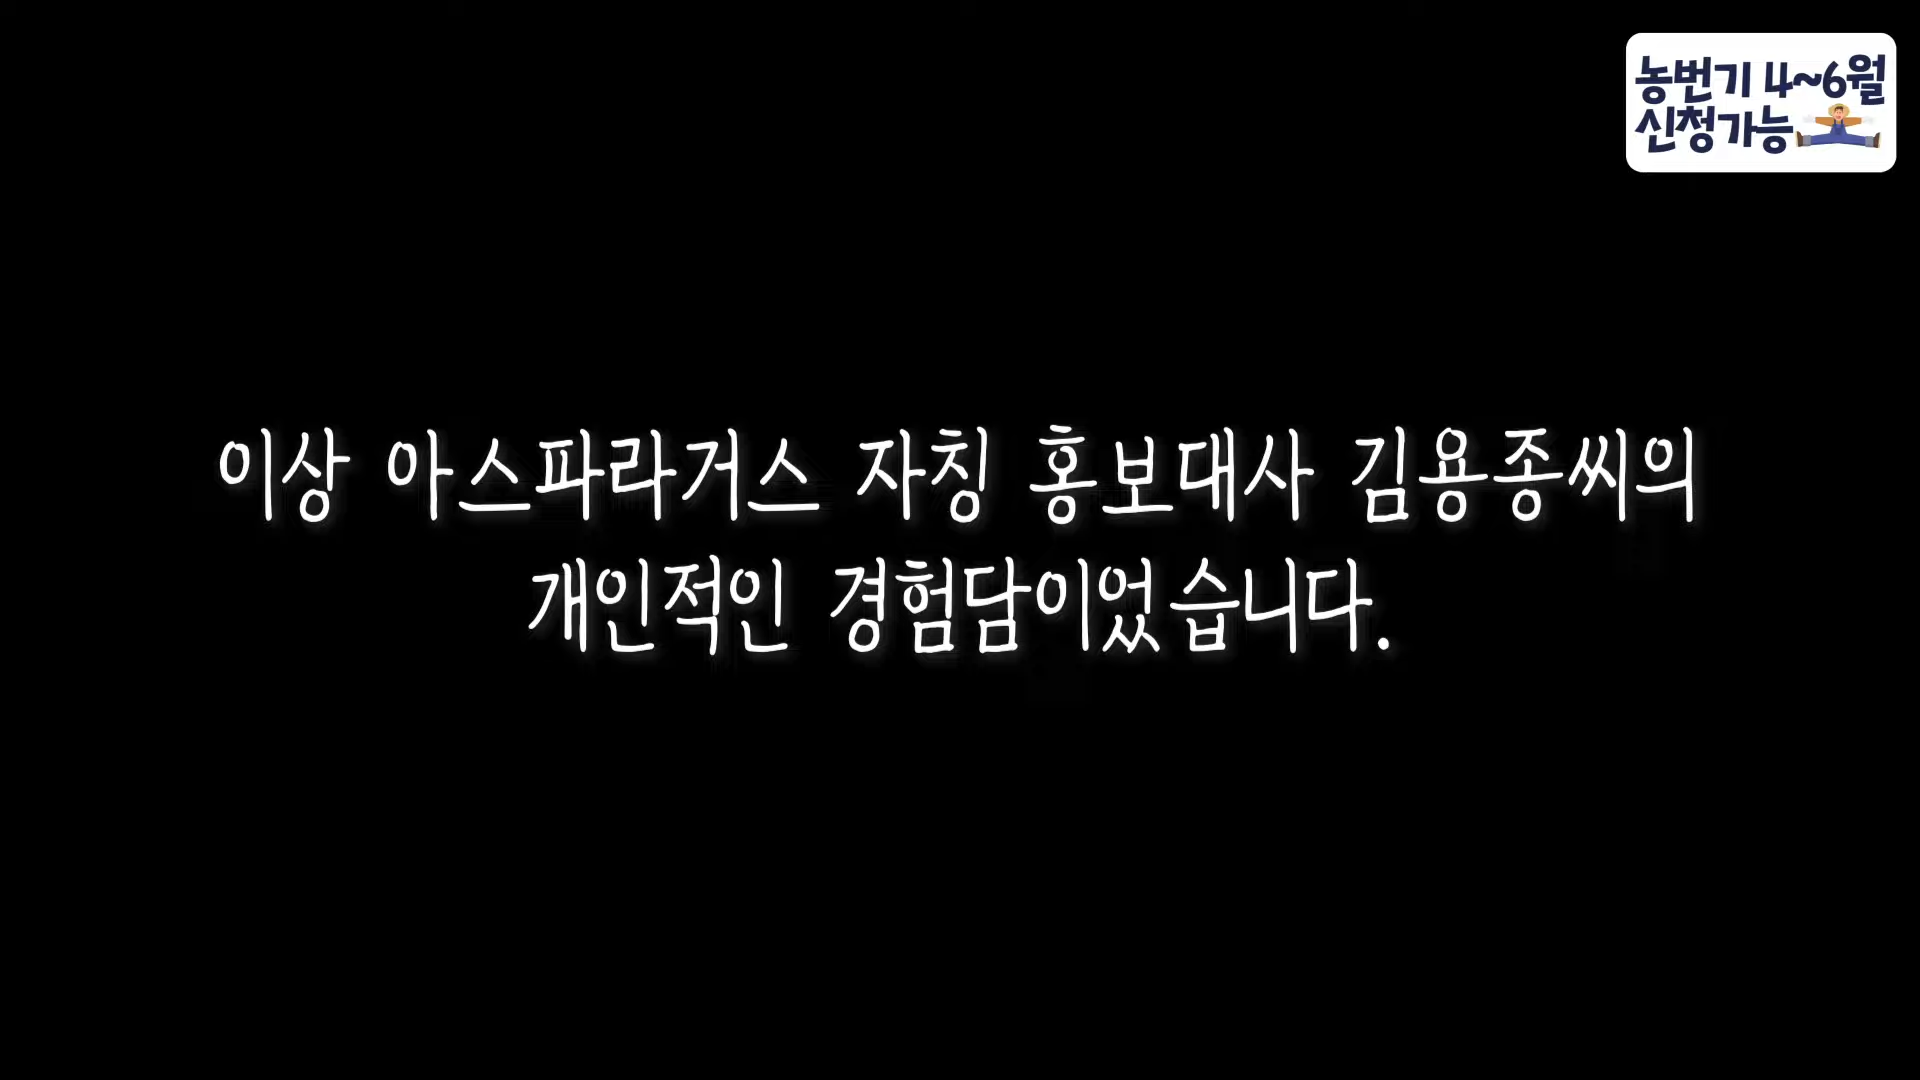 농번기 4~6월
신청가능
이상 아스파라거스 자칭 홍보대사 김용종씨의
개인적인 경험담이었습니다.